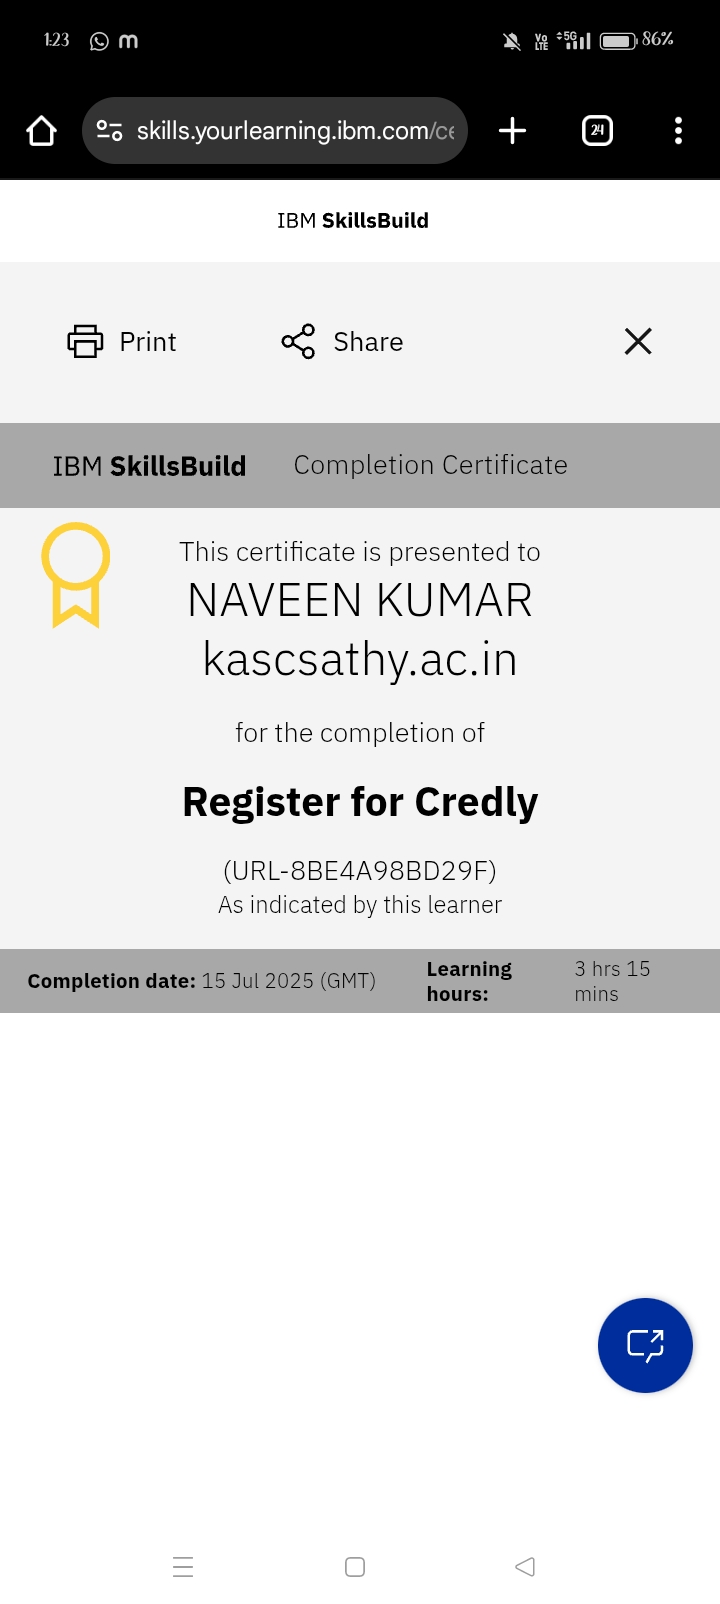 1:23
m
Vo LTE
5G
86%
skills.yourlearning.ibm.com/ce
24
IBM SkillsBuild
Print
Share
IBM SkillsBuild Completion Certificate
This certificate is presented to
NAVEEN KUMAR
kascsathy.ac.in
for the completion of
Register for Credly
(URL-8BE4A98BD29F)
As indicated by this learner
Completion date: 15 Jul 2025 (GMT)
Learning
hours:
3 hrs 15
mins